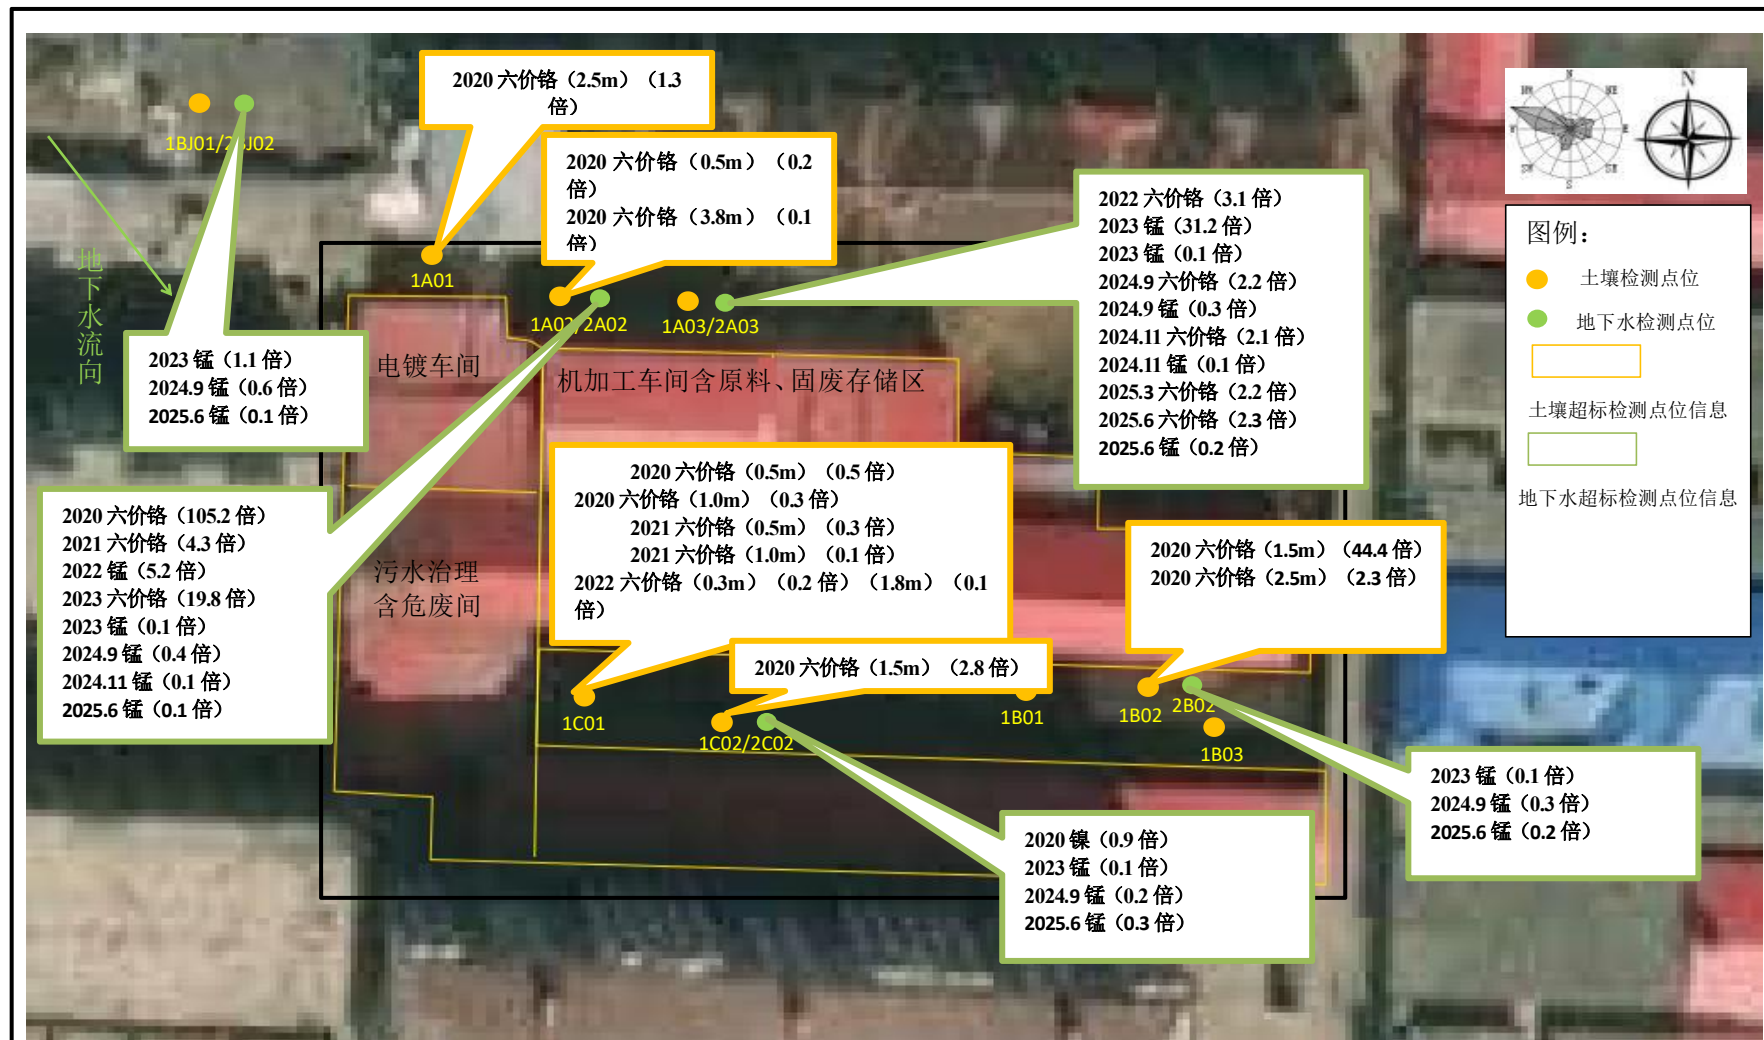 2020 六价铬（2.5m）（1.3
倍）
1BJ01/2BJ02
2020 六价铬（0.5m）（0.2
倍）
2020 六价铬（3.8m）（0.1
倍）
2022 六价铬（3.1 倍）
2023 锰（31.2 倍）
2023 锰（0.1 倍）
2024.9 六价铬（2.2 倍）
2024.9 锰（0.3 倍）
2024.11 六价铬（2.1 倍）
2024.11 锰（0.1 倍）
2025.3 六价铬（2.2 倍）
2025.6 六价铬（2.3 倍）
2025.6 锰（0.2 倍）
N
NE
E
SE
S
SW
W
NW
N
图例：
土壤检测点位
地下水检测点位
土壤超标检测点位信息
地下水超标检测点位信息
地下水流向
1A01
1A02/2A02
1A03/2A03
2023 锰（1.1 倍）
2024.9 锰（0.6 倍）
2025.6 锰（0.1 倍）
电镀车间
机加工车间含原料、固废存储区
2020 六价铬（105.2 倍）
2021 六价铬（4.3 倍）
2022 锰（5.2 倍）
2023 六价铬（19.8 倍）
2023 锰（0.1 倍）
2024.9 锰（0.4 倍）
2024.11 锰（0.1 倍）
2025.6 锰（0.1 倍）
污水治理
含危废间
2020 六价铬（0.5m）（0.5 倍）
2020 六价铬（1.0m）（0.3 倍）
2021 六价铬（0.5m）（0.3 倍）
2021 六价铬（1.0m）（0.1 倍）
2022 六价铬（0.3m）（0.2 倍）（1.8m）（0.1
倍）
2020 六价铬（1.5m）（44.4 倍）
2020 六价铬（2.5m）（2.3 倍）
2020 六价铬（1.5m）（2.8 倍）
1C01
1C02/2C02
1B01
1B02
2B02
1B03
2023 锰（0.1 倍）
2024.9 锰（0.3 倍）
2025.6 锰（0.2 倍）
2020 镍（0.9 倍）
2023 锰（0.1 倍）
2024.9 锰（0.2 倍）
2025.6 锰（0.3 倍）